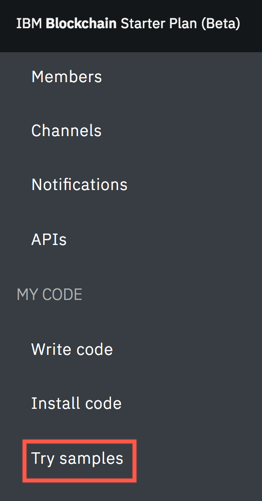 IBM Blockchain Starter Plan (Beta)
Members
Channels
Notifications
APIs
MY CODE
Write code
Install code
Try samples